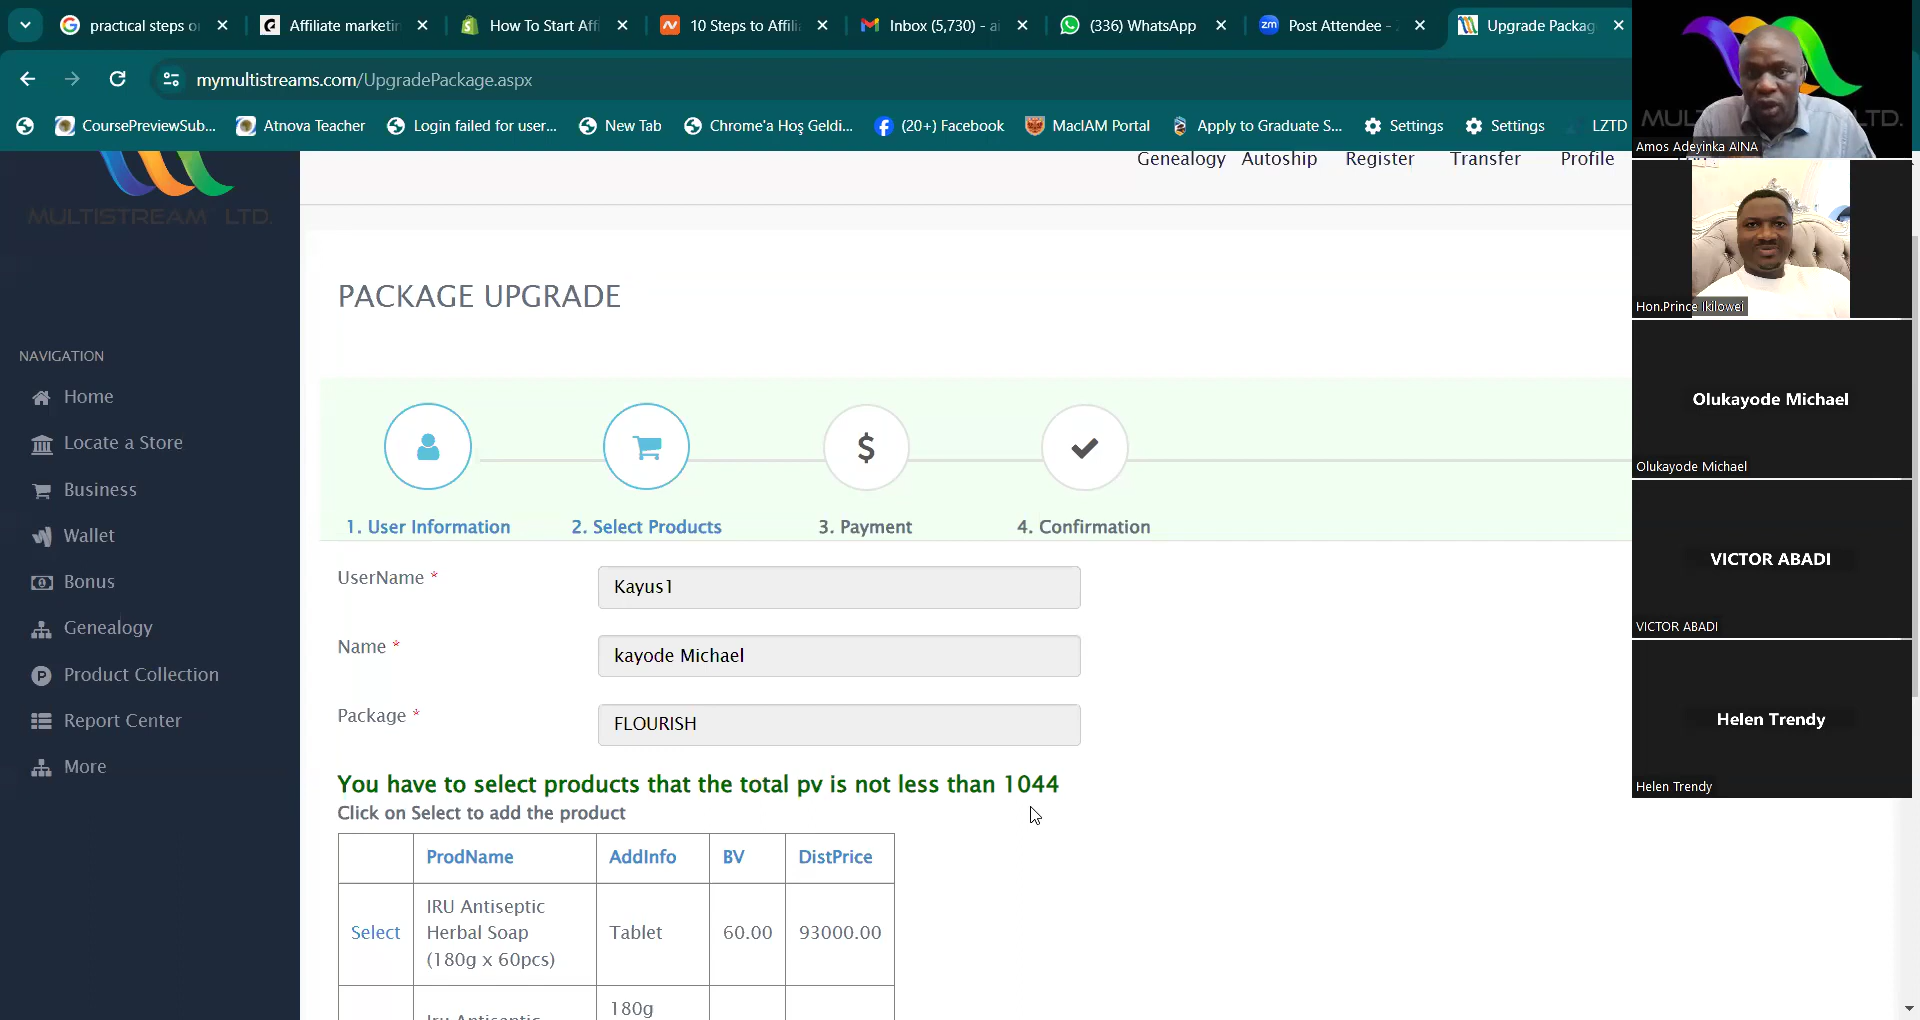 practical steps o
Affiliate marketin
How To Start Affi
10 Steps to Affilia
Inbox (5,730) - ai
(336) WhatsApp
Post Attendee -
Upgrade Packag
mymultistreams.com/UpgradePackage.aspx
CoursePreviewSub...
Atnova Teacher
Login failed for user...
New Tab
Chrome'a Hoş Geldi...
(20+) Facebook
MacIAM Portal
Apply to Graduate S...
Settings
Settings
LZTD
MULTISTREAM LTD.
Genealogy
Autoship
Register
Transfer
Profile
PACKAGE UPGRADE
NAVIGATION
Home
Locate a Store
Business
Wallet
Bonus
Genealogy
Product Collection
Report Center
More
1. User Information
2. Select Products
3. Payment
4. Confirmation
UserName *
Kayus1
Name *
kayode Michael
Package *
FLOURISH
You have to select products that the total pv is not less than 1044
Click on Select to add the product
ProdName
AddInfo
BV
DistPrice
Select
IRU Antiseptic
Herbal Soap
(180g x 60pcs)
Tablet
60.00
93000.00
180g
Amos Adeyinka AINA
Hon.Prince Ikilowei
Olukayode Michael
Olukayode Michael
VICTOR ABADI
VICTOR ABADI
Helen Trendy
Helen Trendy